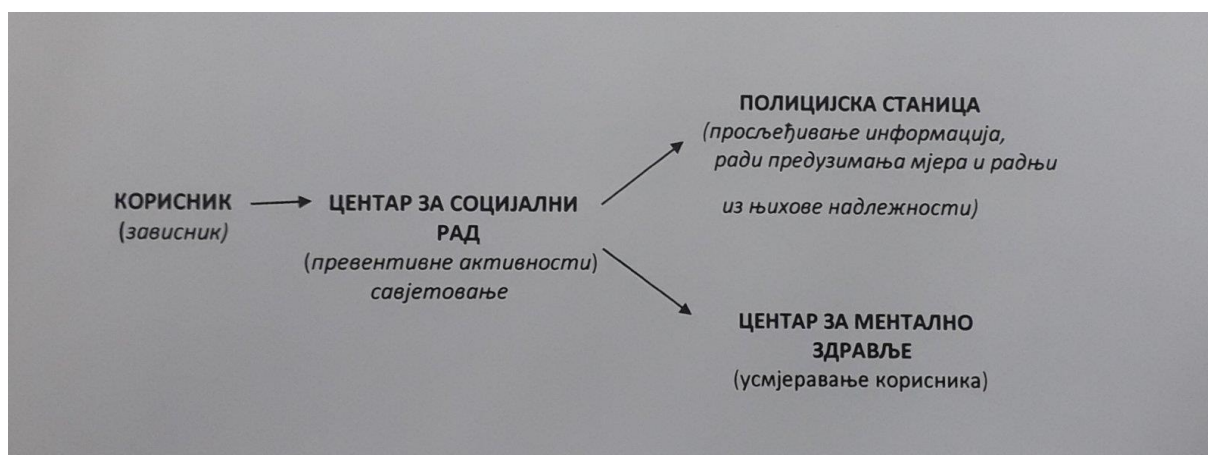 КОРИСНИК
(зависник)
ЦЕНТАР ЗА СОЦИЈАЛНИ
РАД
(превентивне активности)
савјетовање
ПОЛИЦИЈСКА СТАНИЦА
(просљеђивање информација,
ради предузимања мјера и радњи
из њихове надлежности)
ЦЕНТАР ЗА МЕНТАЛНО
ЗДРАВЉЕ
(усмјеравање корисника)